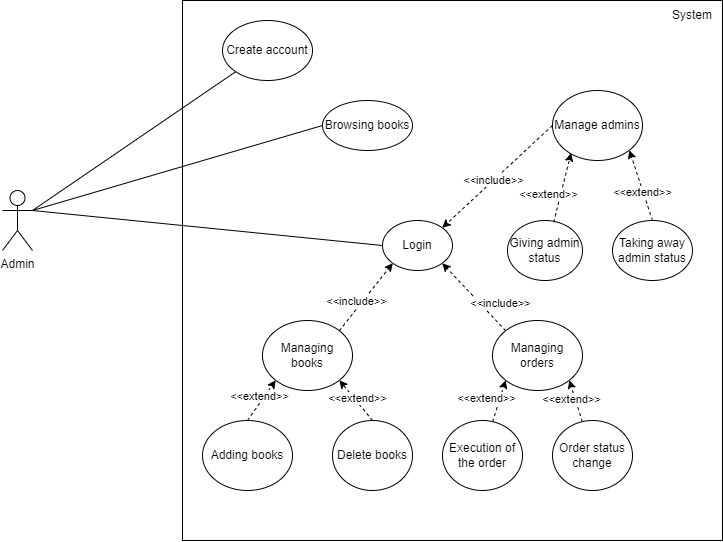 System
Create account
Browsing books
Manage admins
<<include>>
<<extend>>
<<extend>>
Admin
Login
Giving admin
status
Taking away
admin status
<<include>>
<<include>>
Managing
books
Managing
orders
<<extend>>
<<extend>>
<<extend>>
<<extend>>
Adding books
Delete books
Execution of
the order
Order status
change